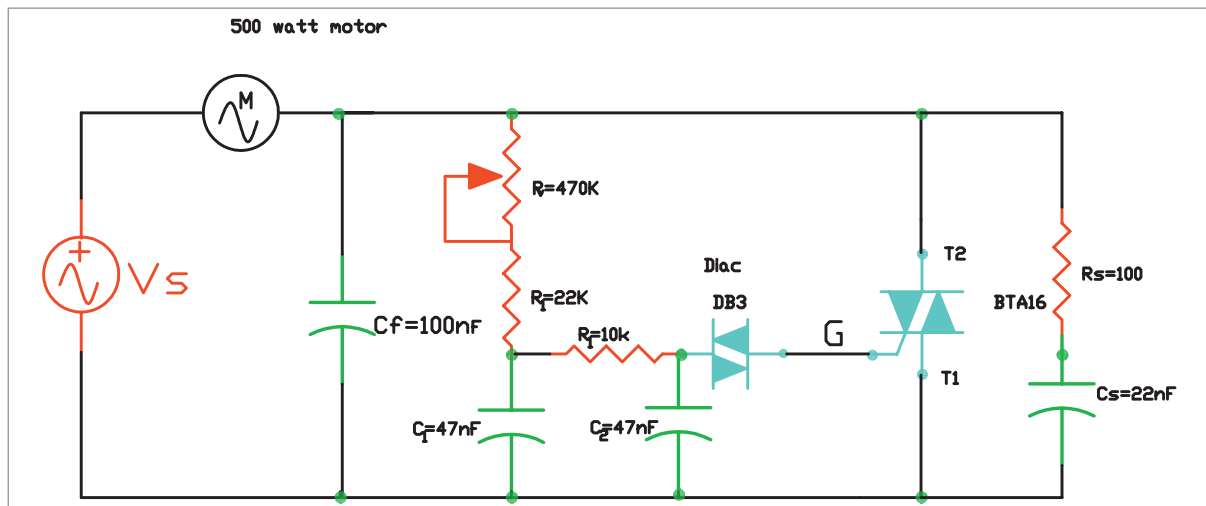 500 watt motor
M
+
Vs
Rv=470K
R1=22K
R1=10k
Cf=100nF
C1=47nF
C2=47nF
Diac
DB3
G
T2
BTA16
T1
Rs=100
Cs=22nF